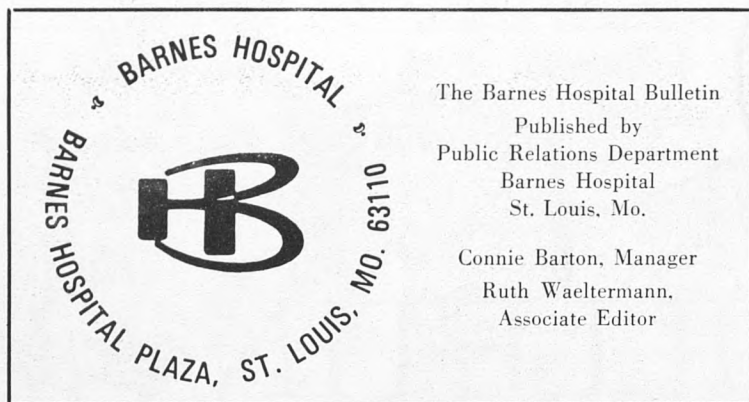 BARNES HOSPITAL
BARNES HOSPITAL PLAZA, ST. LOUIS, MO. 63110
HB
The Barnes Hospital Bulletin
Published by
Public Relations Department
Barnes Hospital
St. Louis, Mo.
Connie Barton, Manager
Ruth Waeltermann,
Associate Editor